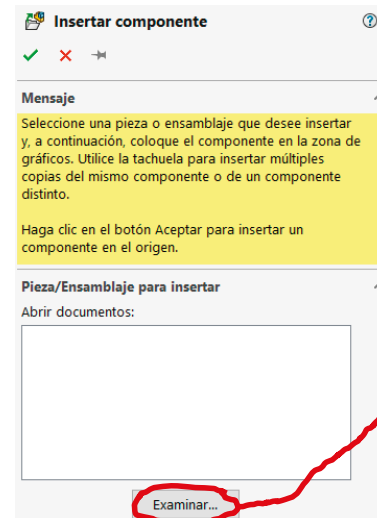 Insertar componente
Mensaje
Seleccione una pieza o ensamblaje que desee insertar
y, a continuación, coloque el componente en la zona de
gráficos. Utilice la tachuela para insertar múltiples
copias del mismo componente o de un componente
distinto.
Haga clic en el botón Aceptar para insertar un
componente en el origen.
Pieza/Ensamblaje para insertar
Abrir documentos:
Examinar...